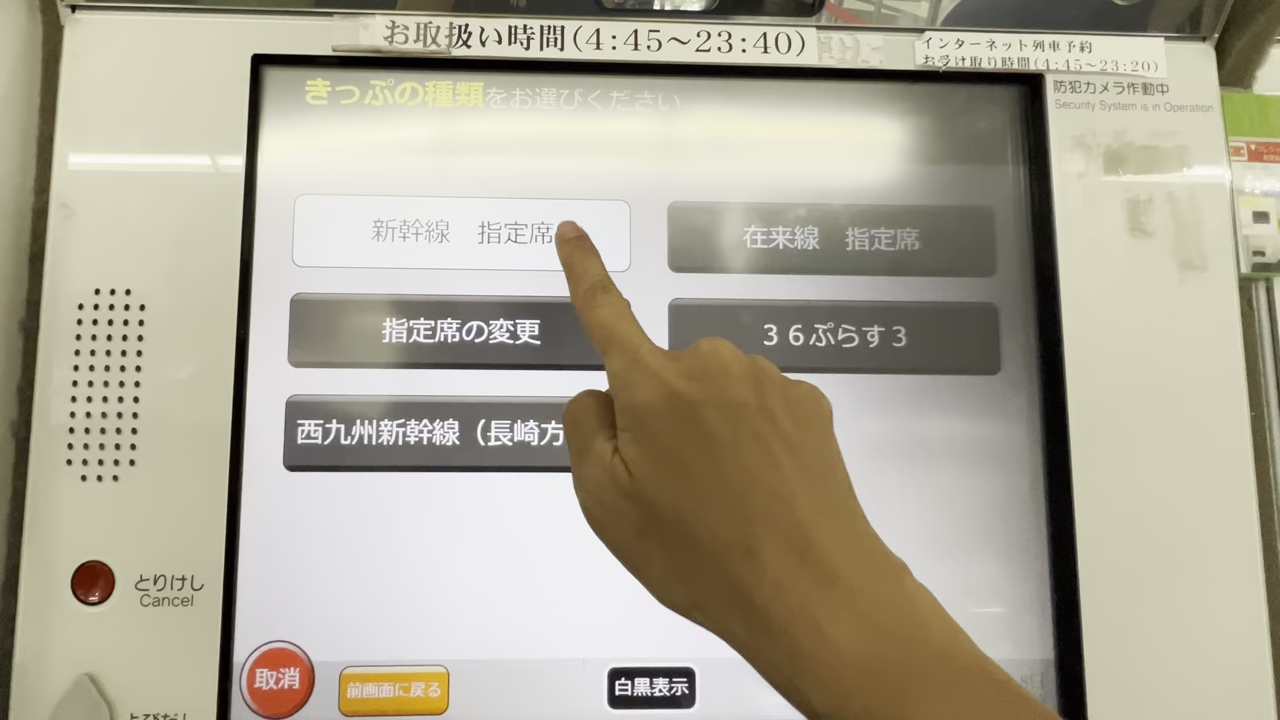 お取扱い時間(4:45～23:40)
インターネット列車予約
お受け取り時間(4:45～23:20)
防犯カメラ作動中
Security System is in Operation
きっぷの種類をお選びください
新幹線　指定席
在来線　指定席
指定席の変更
３６ぷらす３
西九州新幹線（長崎方
とりけし
Cancel
取消
前画面に戻る
白黒表示
よびだし